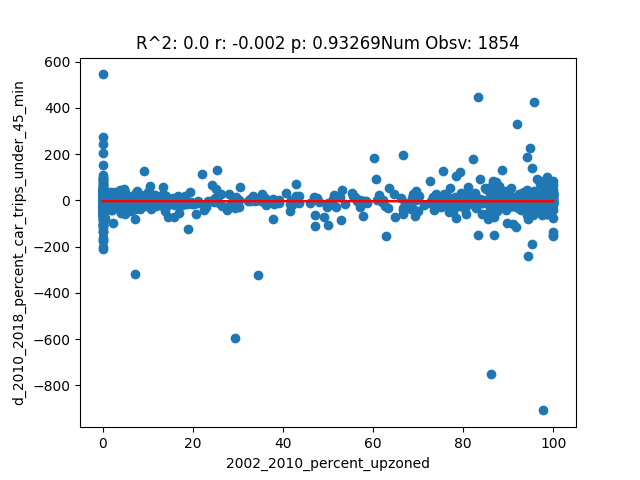 R^2: 0.0 r: -0.002 p: 0.93269Num Obsv: 1854
d_2010_2018_percent_car_trips_under_45_min
600
400
200
0
−200
−400
−600
−800
0 20 40 60 80 100
2002_2010_percent_upzoned